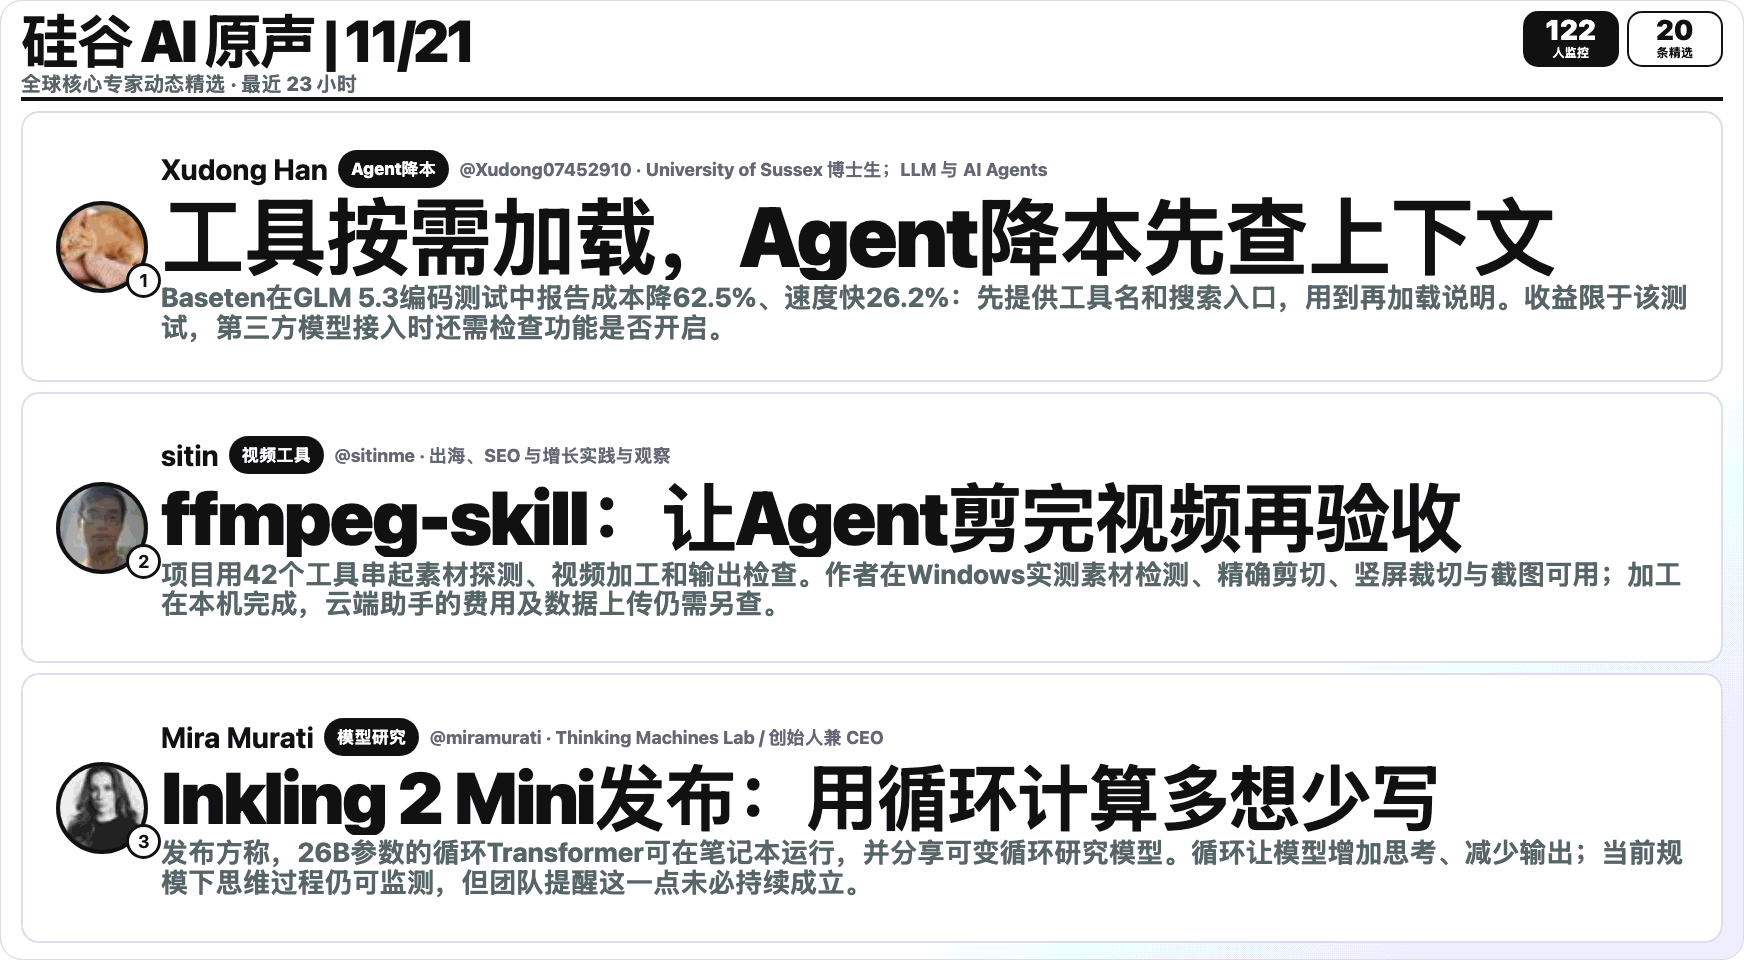 硅谷 AI 原声 | 11/21
122
人监控
20
条精选
全球核心专家动态精选 · 最近 23 小时
Xudong Han Agent降本 @Xudong07452910 · University of Sussex 博士生；LLM 与 AI Agents
工具按需加载，Agent降本先查上下文
1
Baseten在GLM 5.3编码测试中报告成本降62.5%、速度快26.2%：先提供工具名和搜索入口，用到再加载说明。收益限于该测
试，第三方模型接入时还需检查功能是否开启。
sitin 视频工具 @sitinme · 出海、SEO 与增长实践与观察
ffmpeg-skill：让Agent剪完视频再验收
2
项目用42个工具串起素材探测、视频加工和输出检查。作者在Windows实测素材检测、精确剪切、竖屏裁切与截图可用；加工
在本机完成，云端助手的费用及数据上传仍需另查。
Mira Murati 模型研究 @miramurati · Thinking Machines Lab / 创始人兼 CEO
Inkling 2 Mini发布：用循环计算多想少写
3
发布方称，26B参数的循环Transformer可在笔记本运行，并分享可变循环研究模型。循环让模型增加思考、减少输出；当前规
模下思维过程仍可监测，但团队提醒这一点未必持续成立。